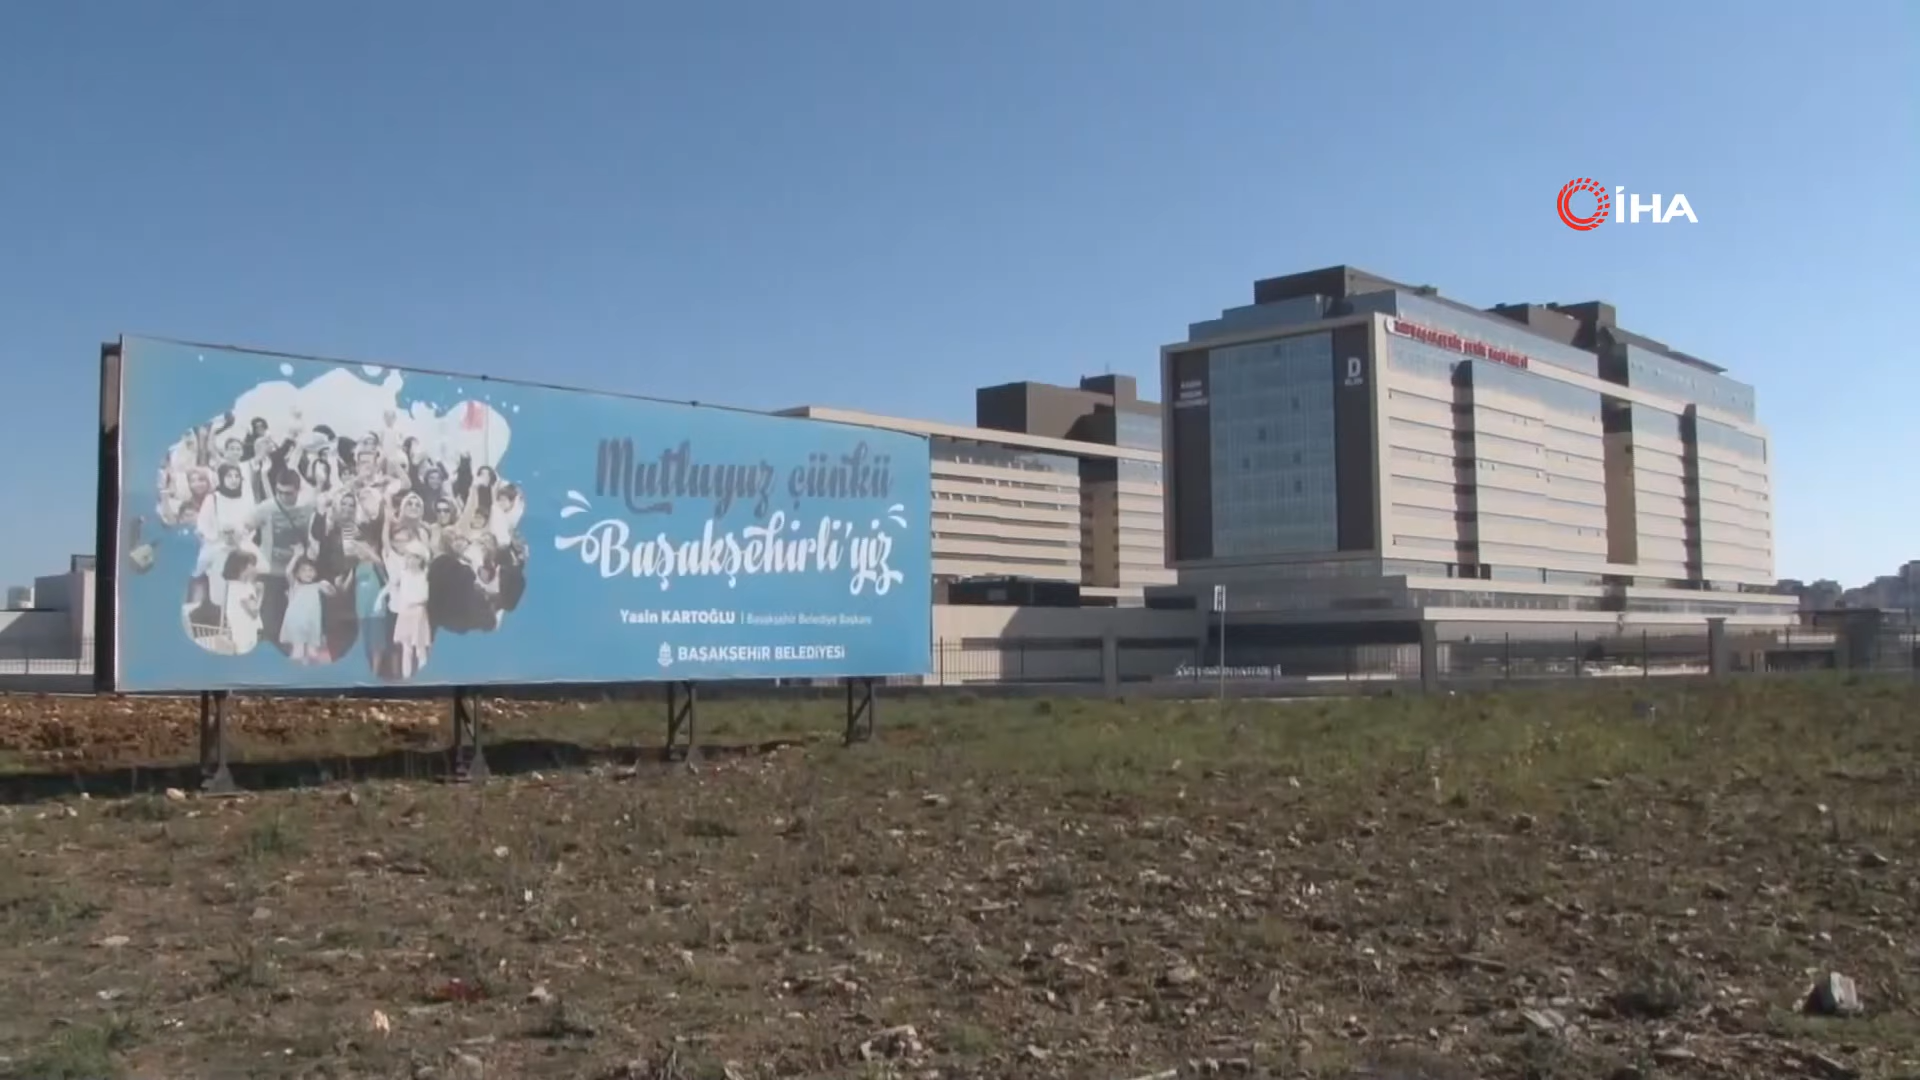 İHA
Mutluyuz çünkü
Başakşehirli'yiz
Yasin KARTOĞLU | Başakşehir Belediye Başkanı
BAŞAKŞEHİR BELEDİYESİ
D